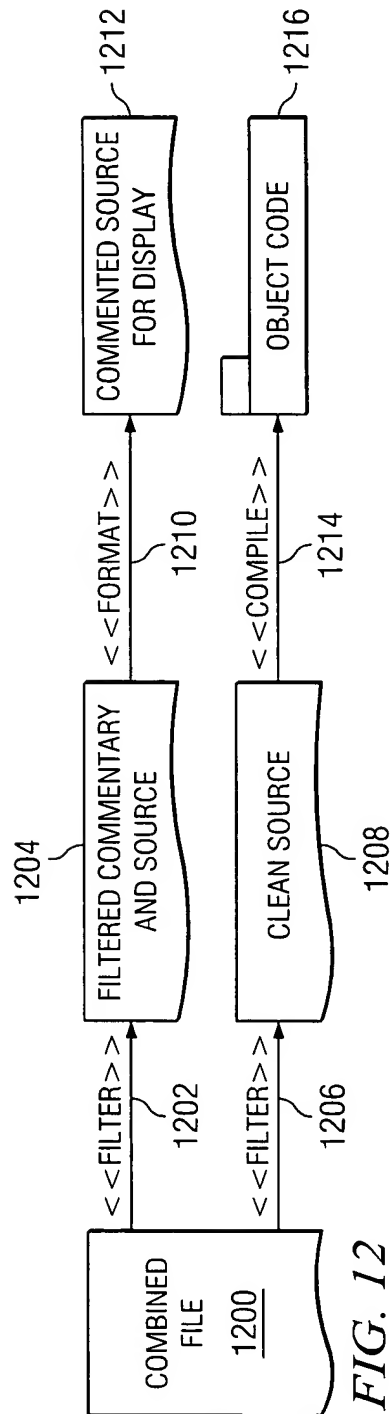 COMBINED
FILE
1200
<<FILTER>>
1202
<<FILTER>>
1206
1204
FILTERED COMMENTARY
AND SOURCE
CLEAN SOURCE
1208
<<FORMAT>>
1210
<<COMPILE>>
1214
COMMENTED SOURCE
FOR DISPLAY
1212
OBJECT CODE
1216
FIG. 12